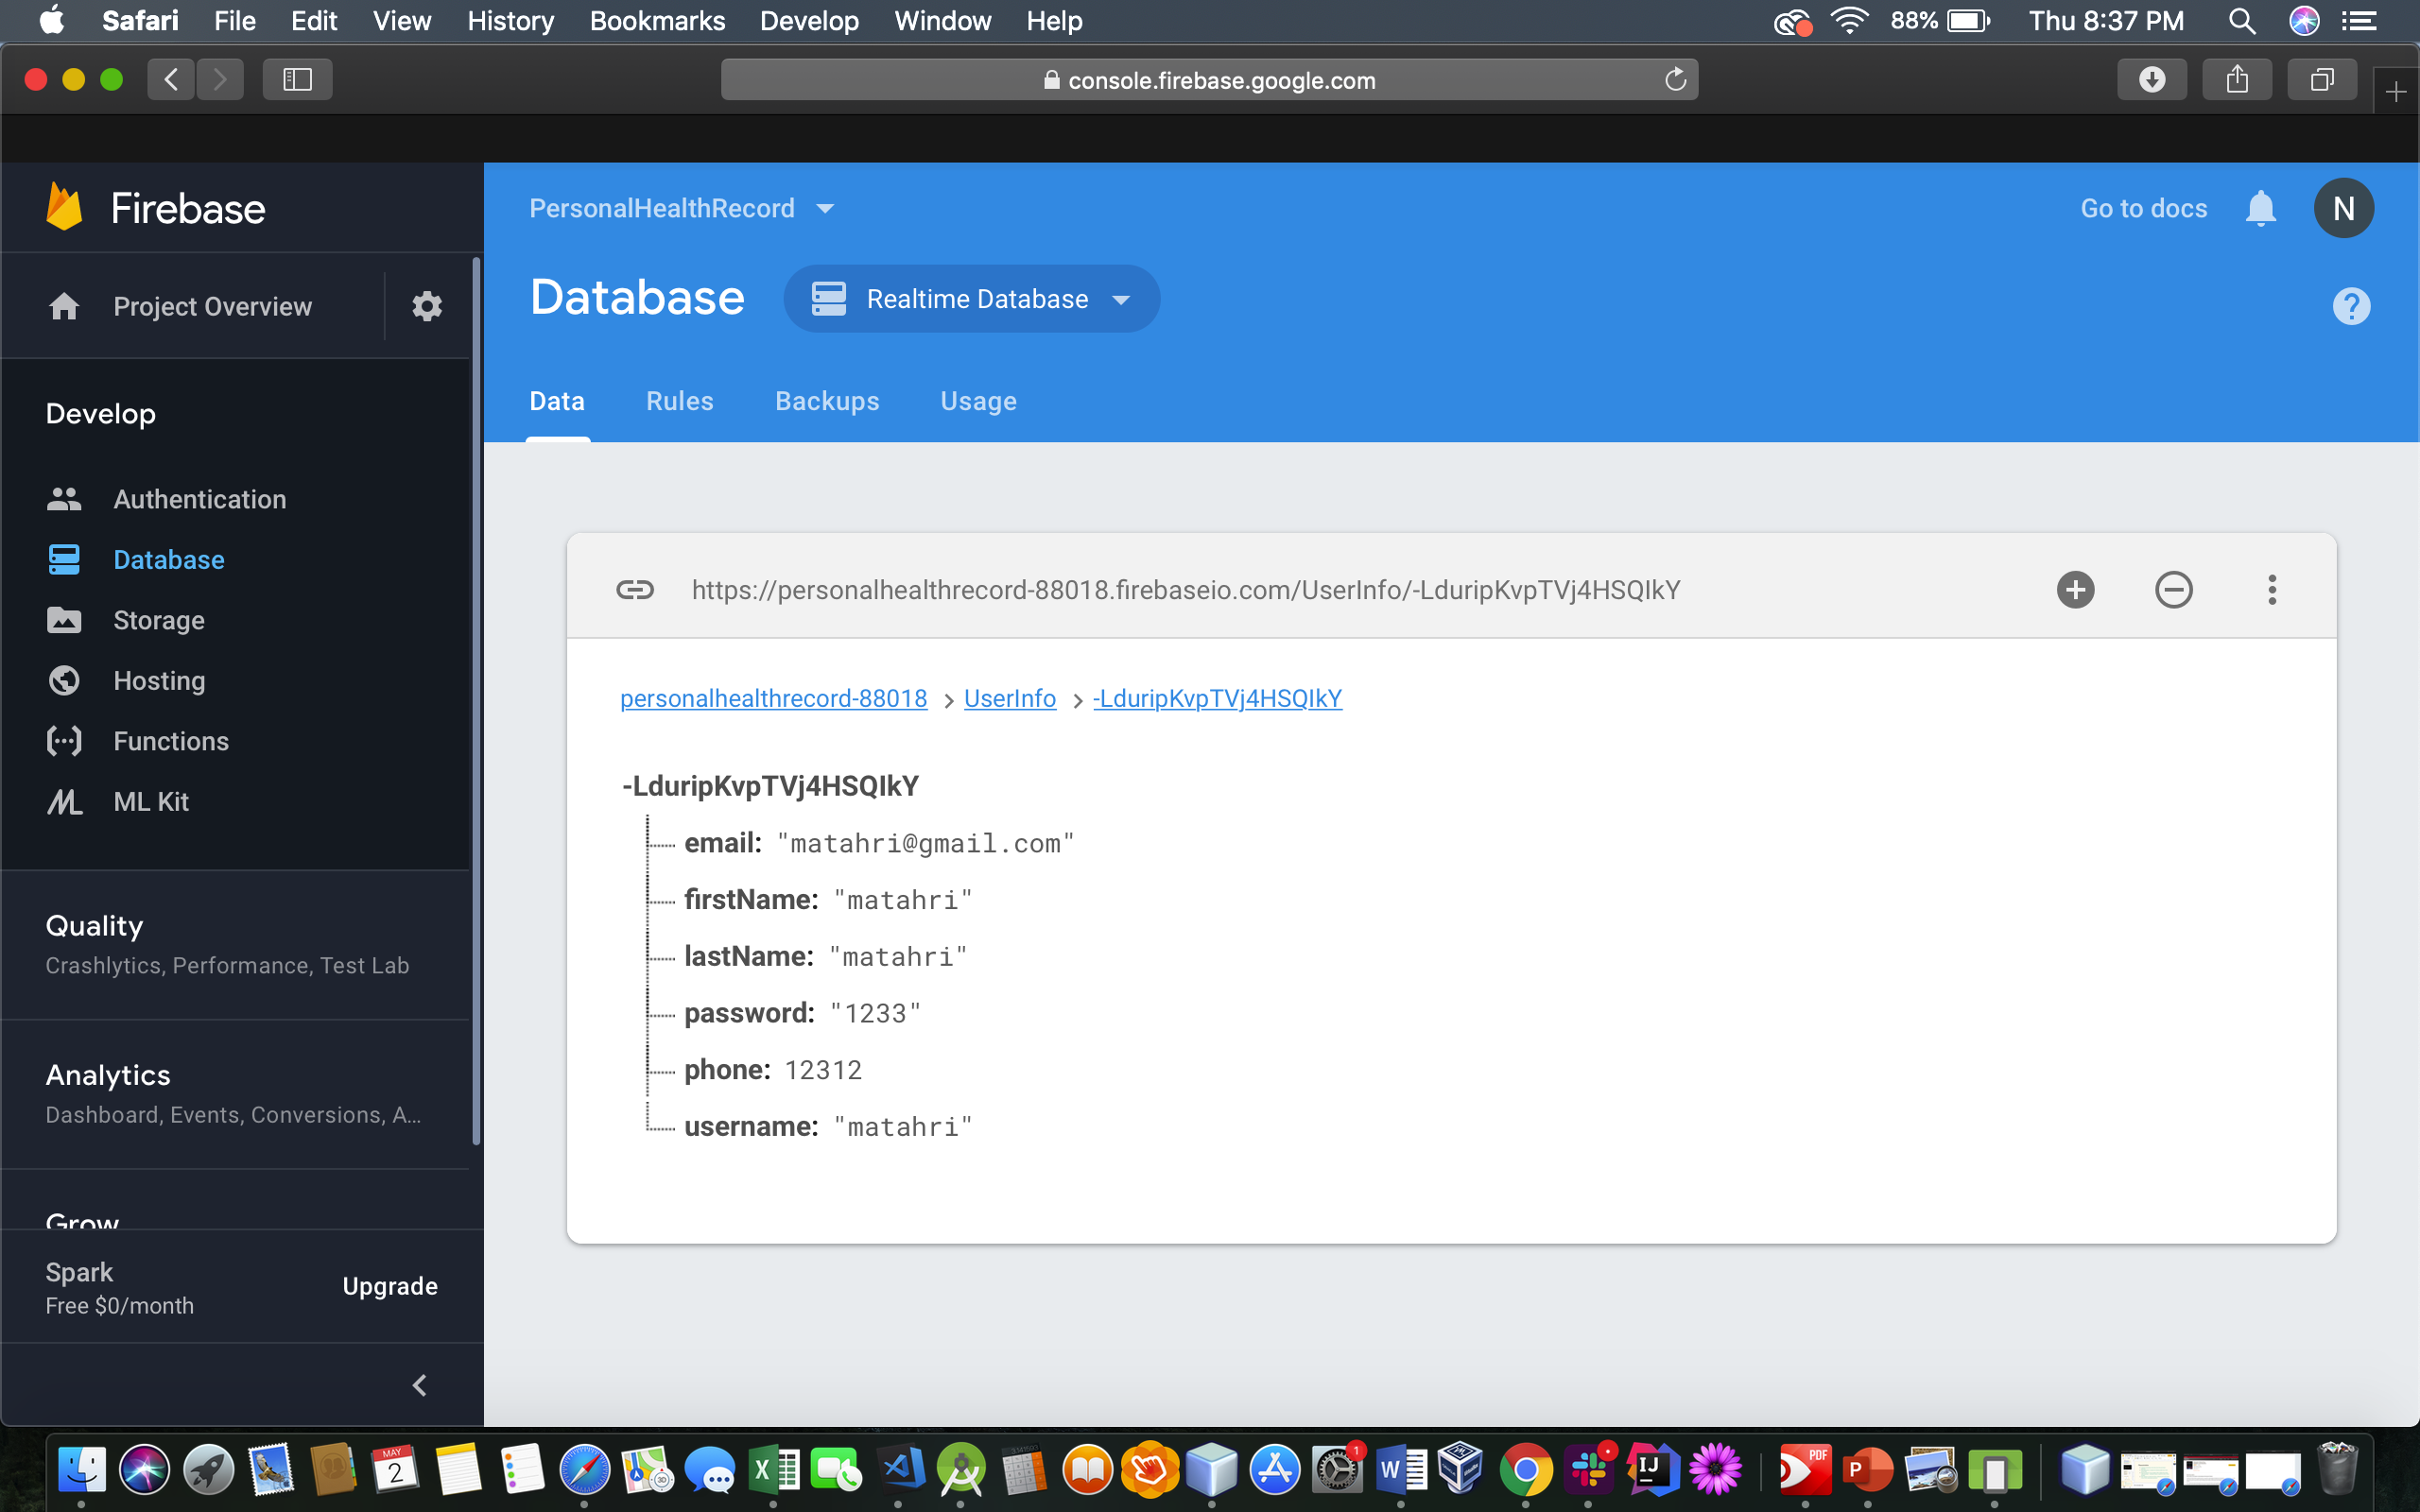 Safari File Edit View History Bookmarks Develop Window Help 88% Thu 8:37 PM
console.firebase.google.com
Firebase
PersonalHealthRecord
Go to docs
N
Project Overview
Database
Realtime Database
?
Data Rules Backups Usage
Develop
Authentication
Database
Storage
Hosting
Functions
ML Kit
Quality
Crashlytics, Performance, Test Lab
Analytics
Dashboard, Events, Conversions, A...
Grow
Spark
Free $0/month
Upgrade
https://personalhealthrecord-88018.firebaseio.com/UserInfo/-LduripKvpTVj4HSQIkY
personalhealthrecord-88018 > UserInfo > -LduripKvpTVj4HSQIkY
-LduripKvpTVj4HSQIkY
email: "matahri@gmail.com"
firstName: "matahri"
lastName: "matahri"
password: "1233"
phone: 12312
username: "matahri"
MAY
2
3D
X
1
W
IJ
PDF
P